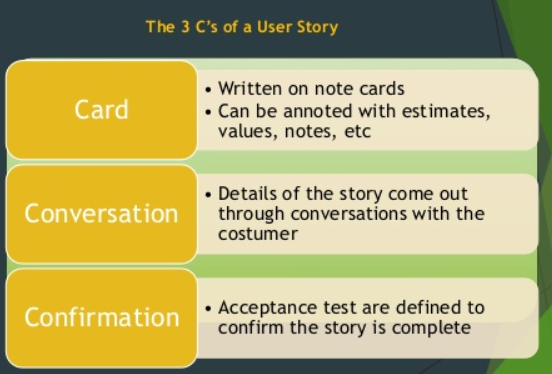 The 3 C's of a User Story
Card
• Written on note cards
• Can be annoted with estimates,
values, notes, etc
Conversation
• Details of the story come out
through conversations with the
costumer
Confirmation
• Acceptance test are defined to
confirm the story is complete